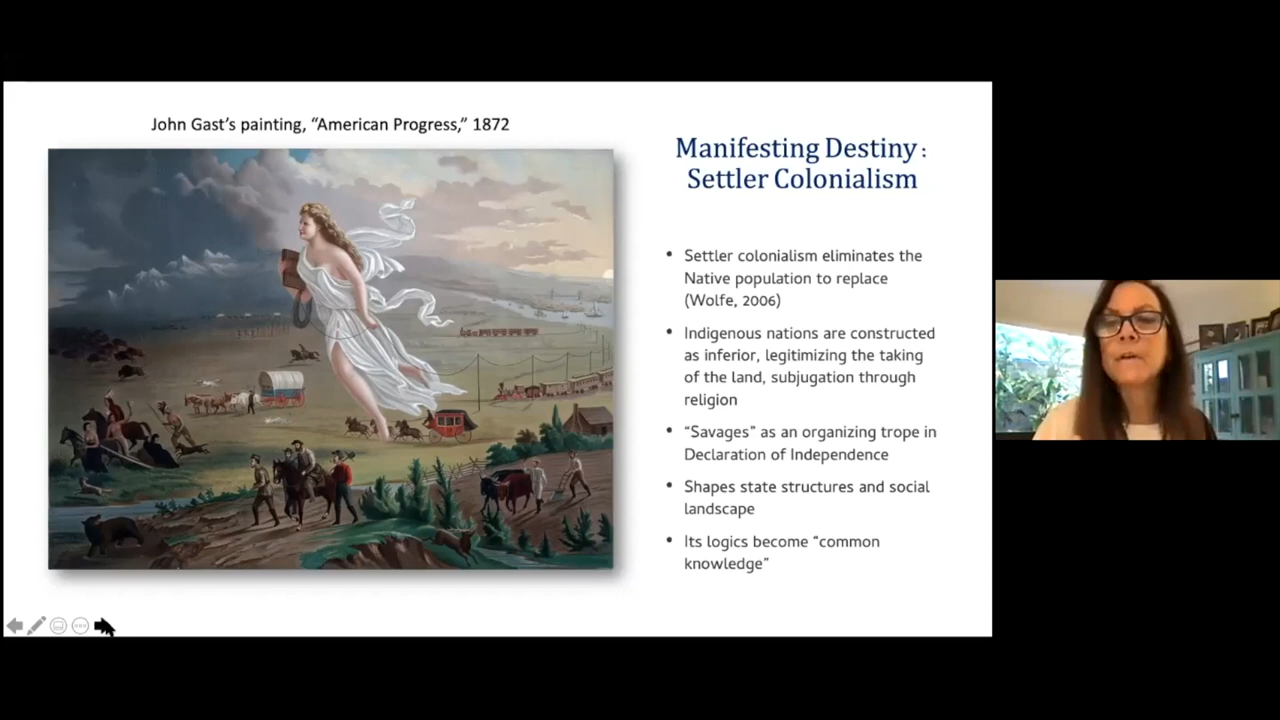 John Gast's painting, "American Progress," 1872
Manifesting Destiny :
Settler Colonialism
• Settler colonialism eliminates the
Native population to replace
(Wolfe, 2006)
• Indigenous nations are constructed
as inferior, legitimizing the taking
of the land, subjugation through
religion
• "Savages" as an organizing trope in
Declaration of Independence
• Shapes state structures and social
landscape
• Its logics become "common
knowledge"